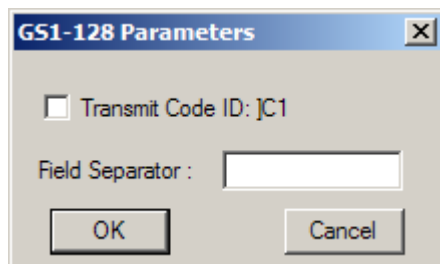 GS1-128 Parameters
Transmit Code ID: ]C1
Field Separator :
OK Cancel